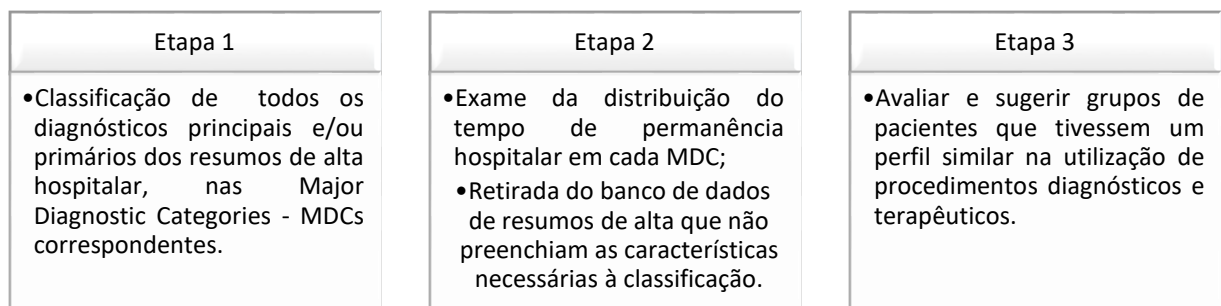 Etapa 1
•Classificação de todos os
diagnósticos principais e/ou
primários dos resumos de alta
hospitalar, nas Major
Diagnostic Categories - MDCs
correspondentes.
Etapa 2
•Exame da distribuição do
tempo de permanência
hospitalar em cada MDC;
•Retirada do banco de dados
de resumos de alta que não
preenchiam as características
necessárias à classificação.
Etapa 3
•Avaliar e sugerir grupos de
pacientes que tivessem um
perfil similar na utilização de
procedimentos diagnósticos e
terapêuticos.